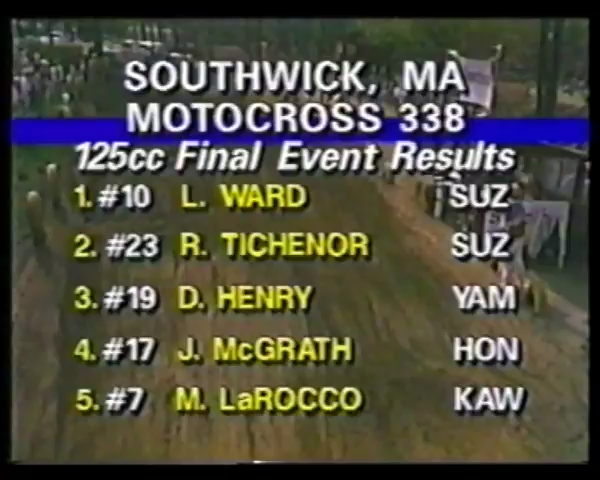 SOUTHWICK, MA
MOTOCROSS 338
125cc Final Event Results
1. #10 L. WARD SUZ
2. #23 R. TICHENOR SUZ
3. #19 D. HENRY YAM
4. #17 J. McGRATH HON
5. #7 M. LaROCCO KAW